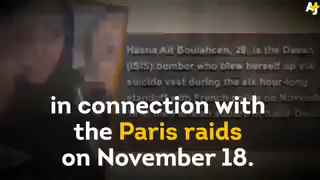 Hasna Ait Boulahcen, 26, is the Daesh
(ISIS) bomber who blew herself up via
suicide vest during the six hour-long
in connection with
the Paris raids
on November 18.